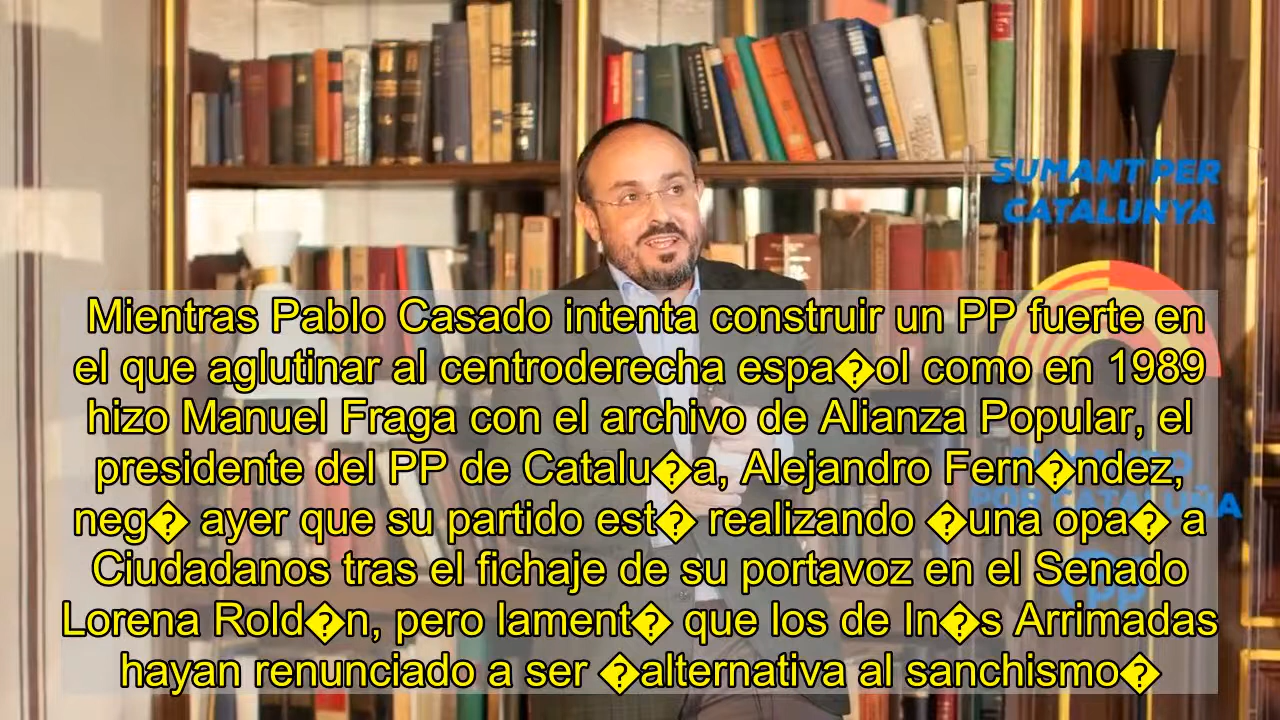 SUMANT PER
CATALUNYA
Mientras Pablo Casado intenta construir un PP fuerte en
el que aglutinar al centroderecha espa�ol como en 1989
hizo Manuel Fraga con el archivo de Alianza Popular, el
presidente del PP de Catalu�a, Alejandro Fern�ndez,
neg� ayer que su partido est� realizando �una opa� a
Ciudadanos tras el fichaje de su portavoz en el Senado
Lorena Rold�n, pero lament� que los de In�s Arrimadas
hayan renunciado a ser �alternativa al sanchismo�
POR CATALUÑA
PP